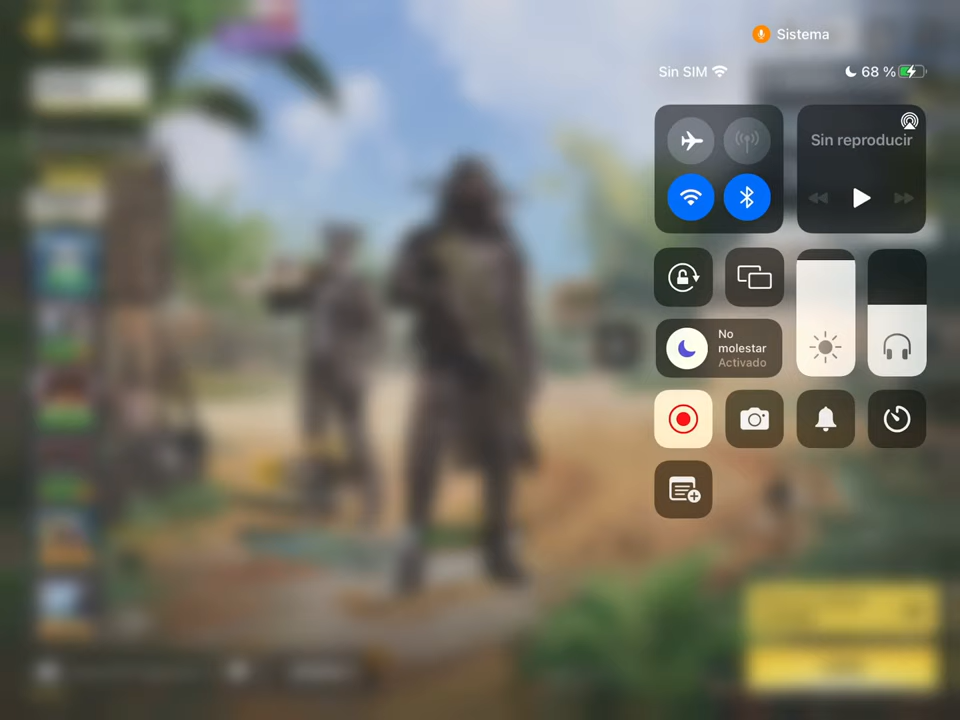 Sistema
Sin SIM
68 %
Sin reproducir
No
molestar
Activado